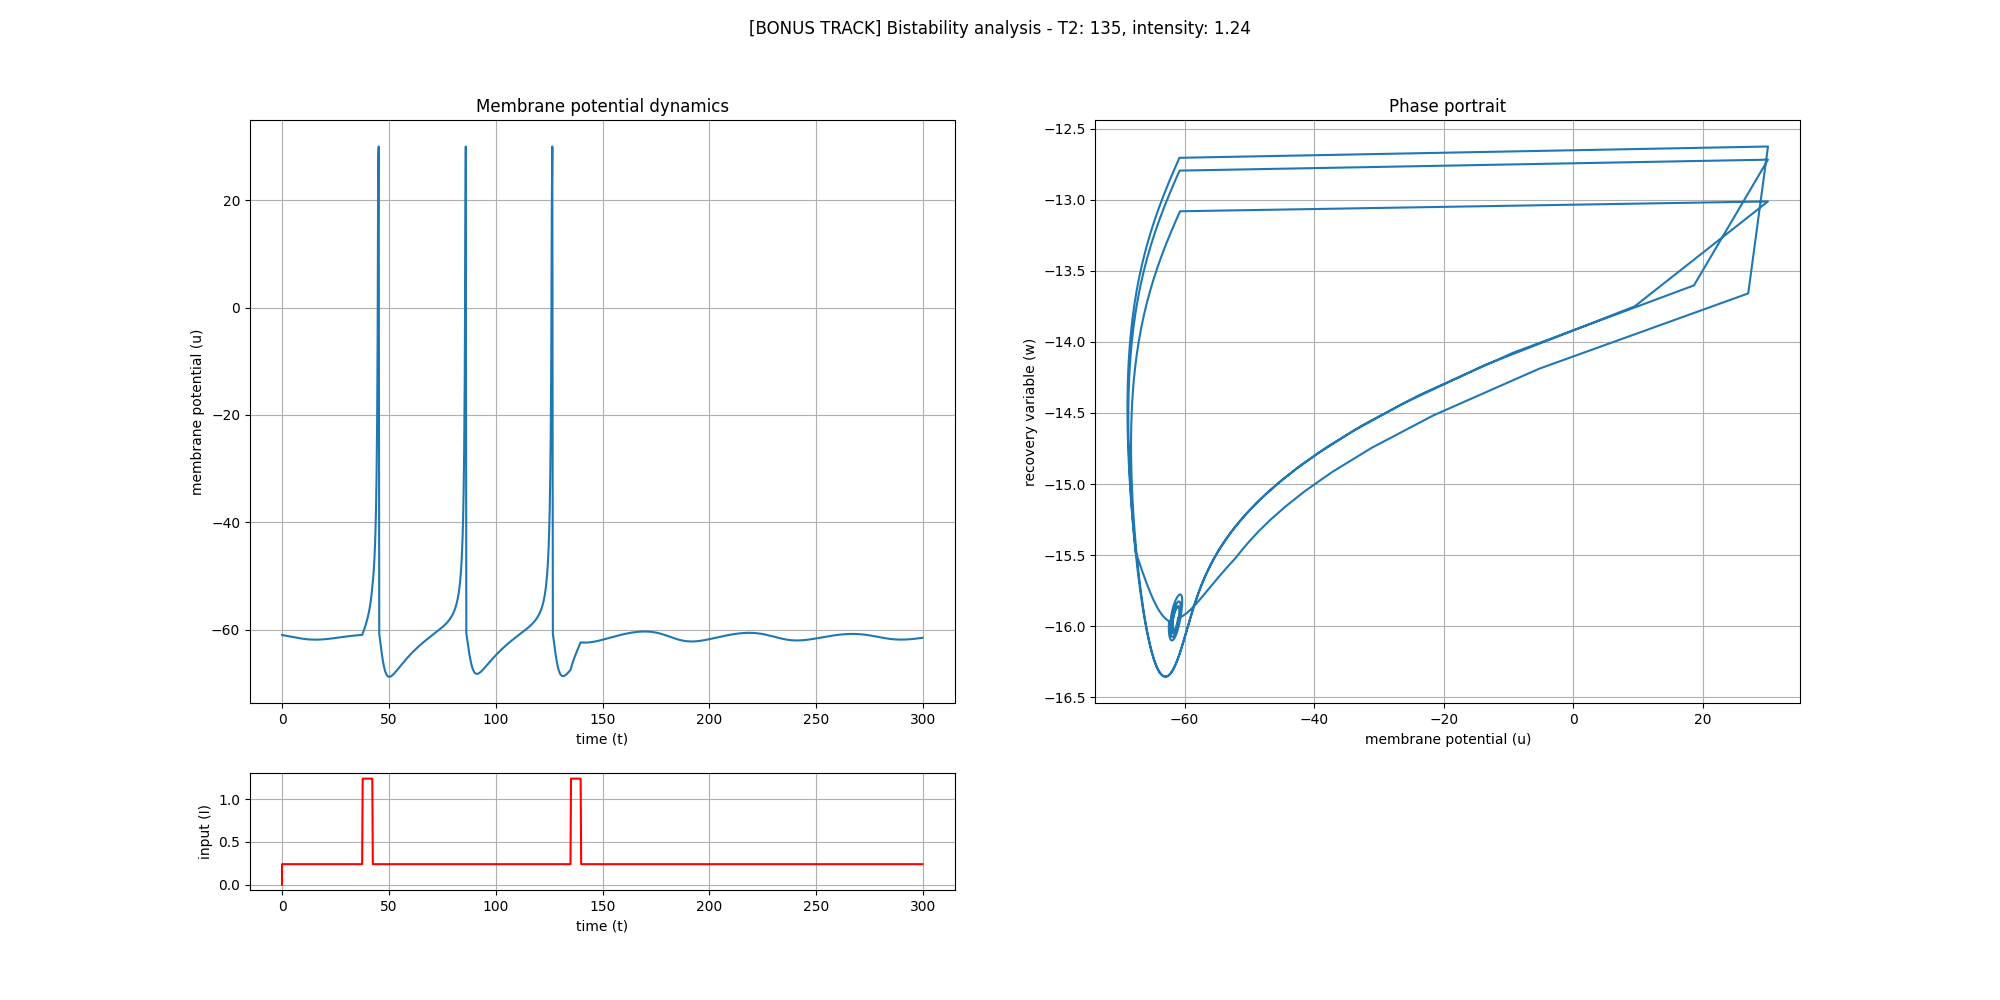 [BONUS TRACK] Bistability analysis - T2: 135, intensity: 1.24
Membrane potential dynamics
membrane potential (u)
20
0
−20
−40
−60
0 50 100 150 200 250 300
time (t)
Phase portrait
recovery variable (w)
−12.5
−13.0
−13.5
−14.0
−14.5
−15.0
−15.5
−16.0
−16.5
−60 −40 −20 0 20
membrane potential (u)
input (I)
1.0
0.5
0.0
0 50 100 150 200 250 300
time (t)